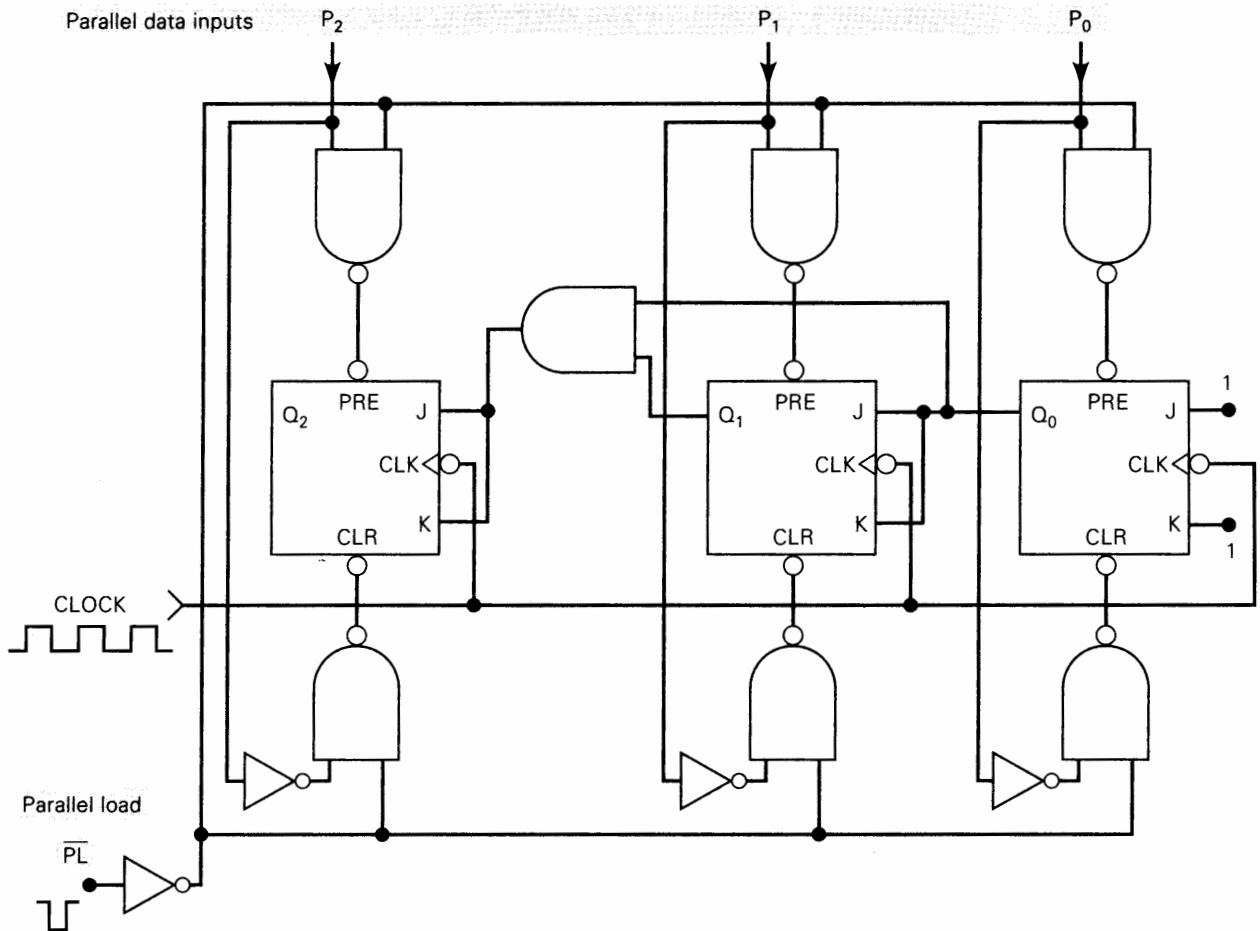 Parallel data inputs P₂ P₁ P₀
Q₂ PRE J
CLK
K
CLR
Q₁ PRE J
CLK
K
CLR
Q₀ PRE J 1
CLK
K 1
CLR
CLOCK
Parallel load
P̅L̅